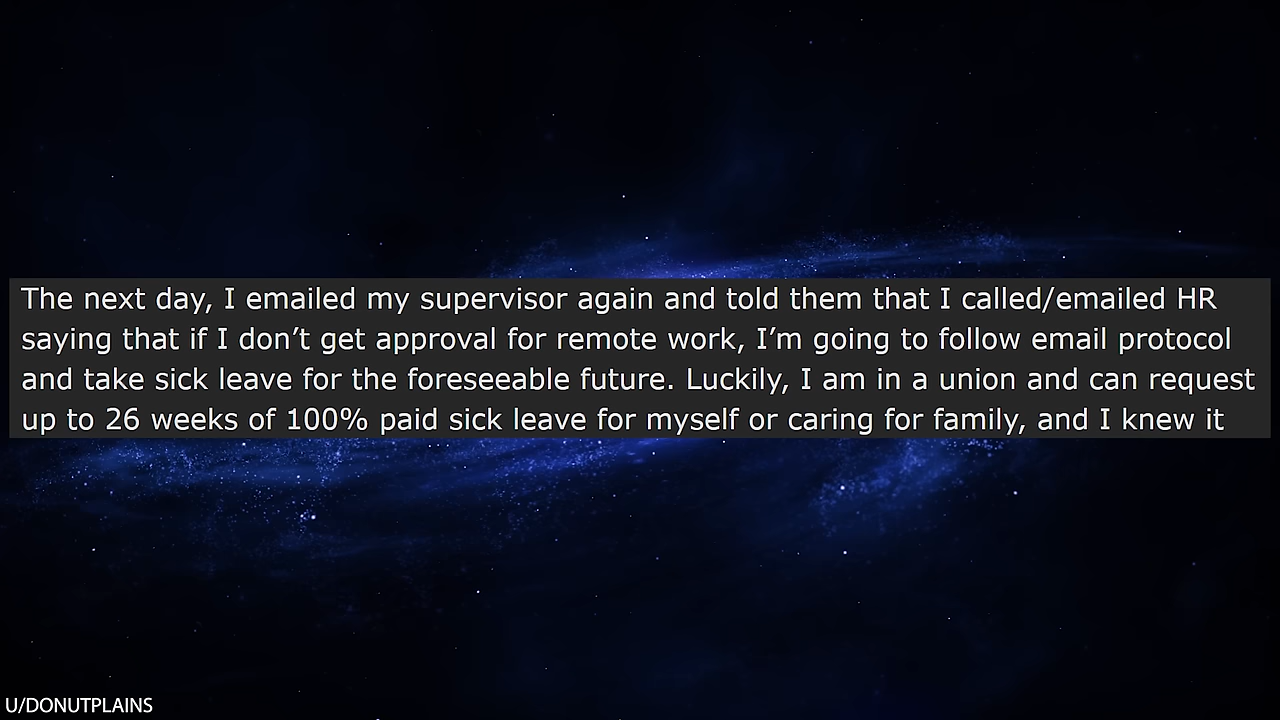 The next day, I emailed my supervisor again and told them that I called/emailed HR
saying that if I don’t get approval for remote work, I’m going to follow email protocol
and take sick leave for the foreseeable future. Luckily, I am in a union and can request
up to 26 weeks of 100% paid sick leave for myself or caring for family, and I knew it
U/DONUTPLAINS